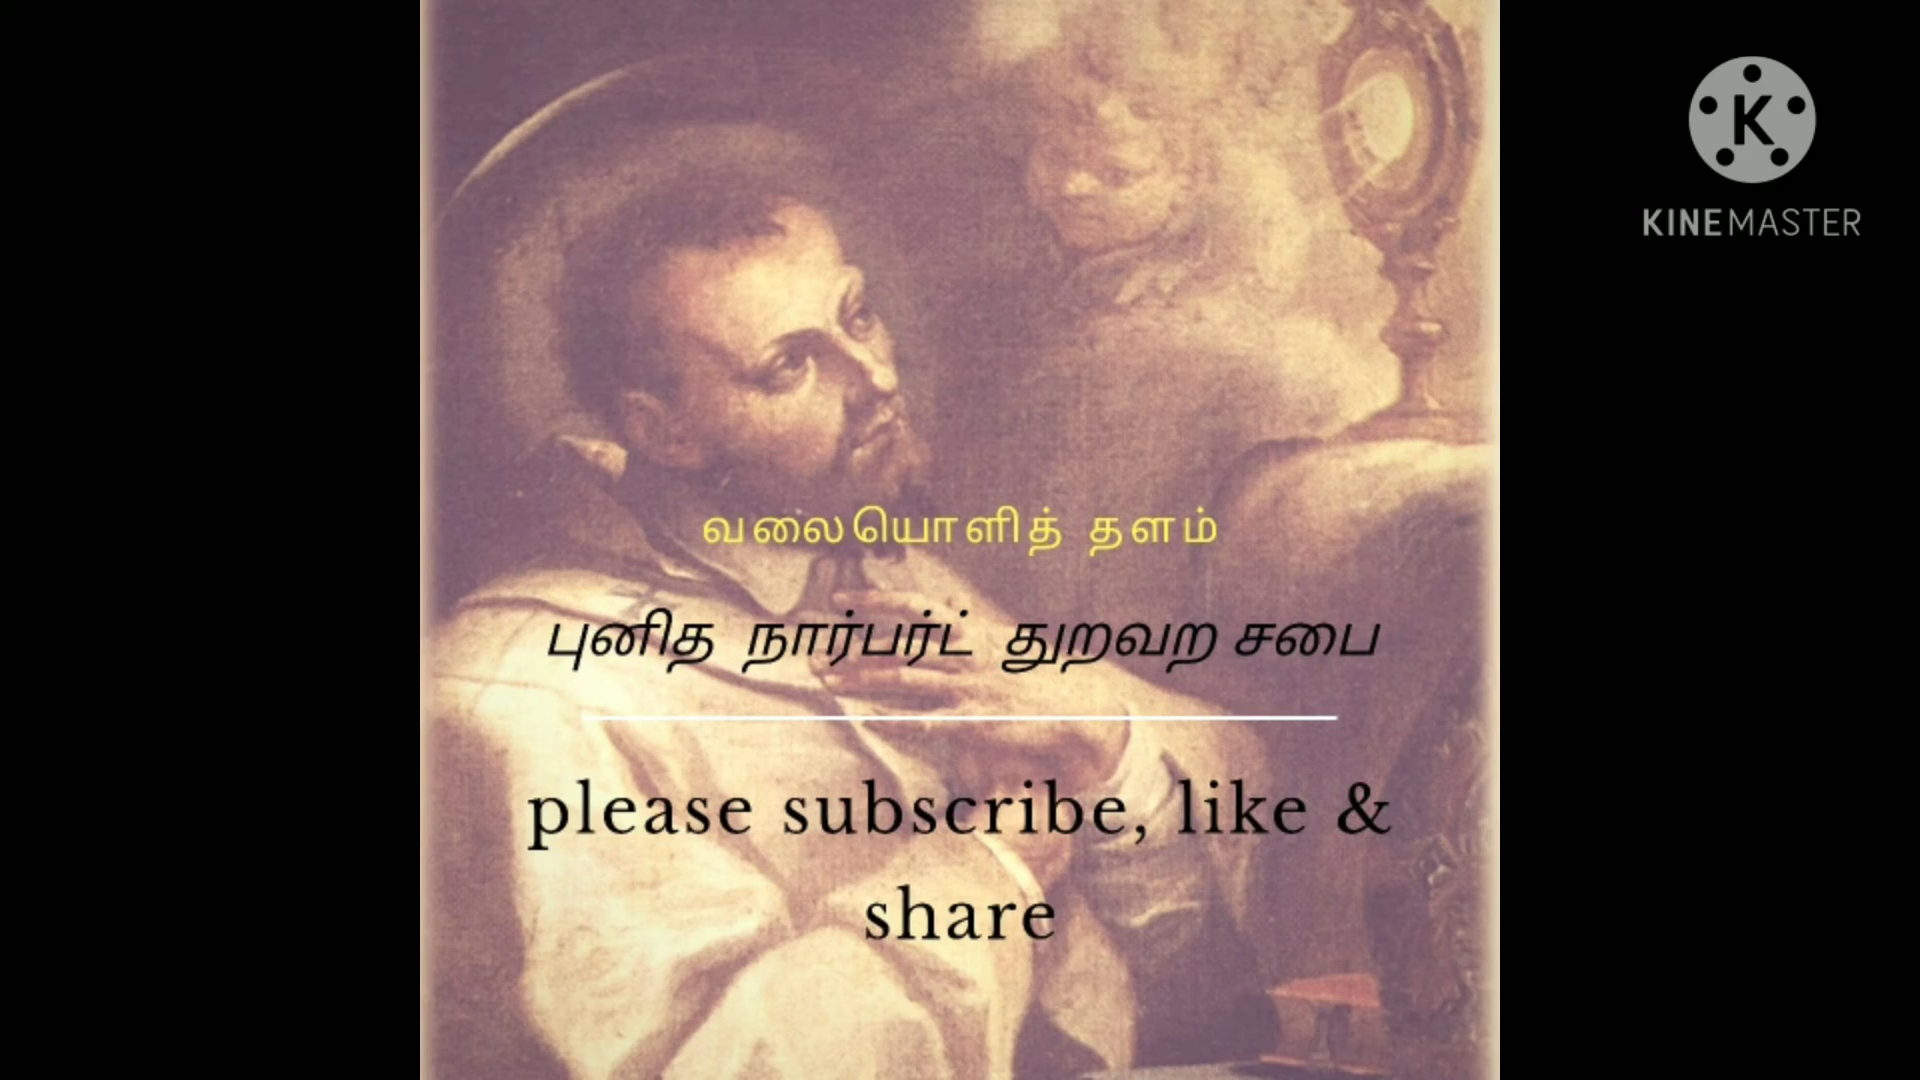 KINEMASTER
வலையொளித் தளம்
புனித நார்பர்ட் துறவற சபை
please subscribe, like &
share